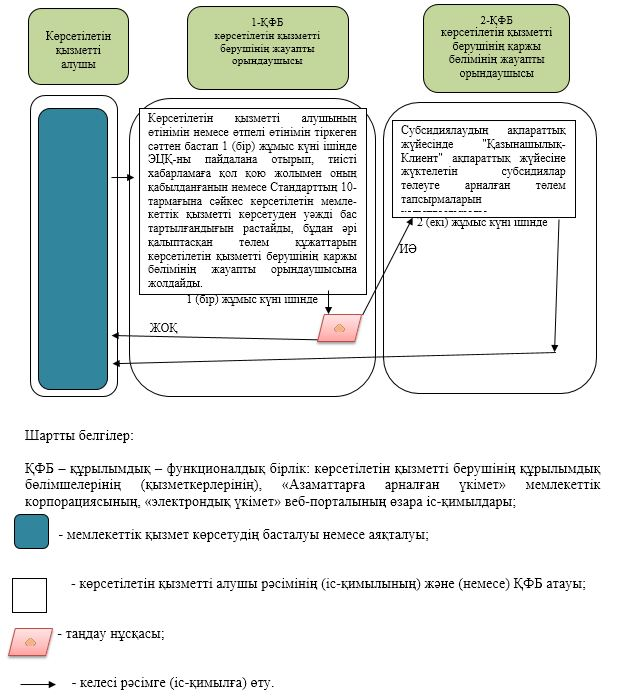 Көрсетілетін
қызметті
алушы
1-ҚФБ
көрсетілетін қызметті
берушінің жауапты
орындаушысы
2-ҚФБ
көрсетілетін қызметті
берушінің қаржы
бөлімінің жауапты
орындаушысы
Көрсетілетін қызметті алушының
өтінімін немесе өтпелі өтінімін тіркеген
сәттен бастап 1 (бір) жұмыс күні ішінде
ЭЦҚ-ны пайдалана отырып, тиісті
хабарламаға қол қою жолымен оның
қабылданғанын немесе Стандарттың 10-
тармағына сәйкес көрсетілетін мемле-
кеттік қызметті көрсетуден уәжді бас
тартылғандығын растайды, бұдан әрі
қалыптасқан төлем құжаттарын
көрсетілетін қызметті берушінің қаржы
бөлімінің жауапты орындаушысына
жолдайды.
1 (бір) жұмыс күні ішінде
Субсидиялаудың ақпараттық
жүйесінде "Қазынашылық-
Клиент" ақпараттық жүйесіне
жүктелетін субсидиялар
төлеуге арналған төлем
тапсырмаларын
2 (екі) жұмыс күні ішінде
ИӘ
ЖОҚ
Шартты белгілер:
ҚФБ – құрылымдық – функционалдық бірлік: көрсетілетін қызметті берушінің құрылымдық
бөлімшелерінің (қызметкерлерінің), «Азаматтарға арналған үкімет» мемлекеттік
корпорациясының, «электрондық үкімет» веб-порталының өзара іс-қимылдары;
- мемлекеттік қызмет көрсетудің басталуы немесе аяқталуы;
- көрсетілетін қызметті алушы рәсімінің (іс-қимылының) және (немесе) ҚФБ атауы;
- таңдау нұсқасы;
- келесі рәсімге (іс-қимылға) өту.